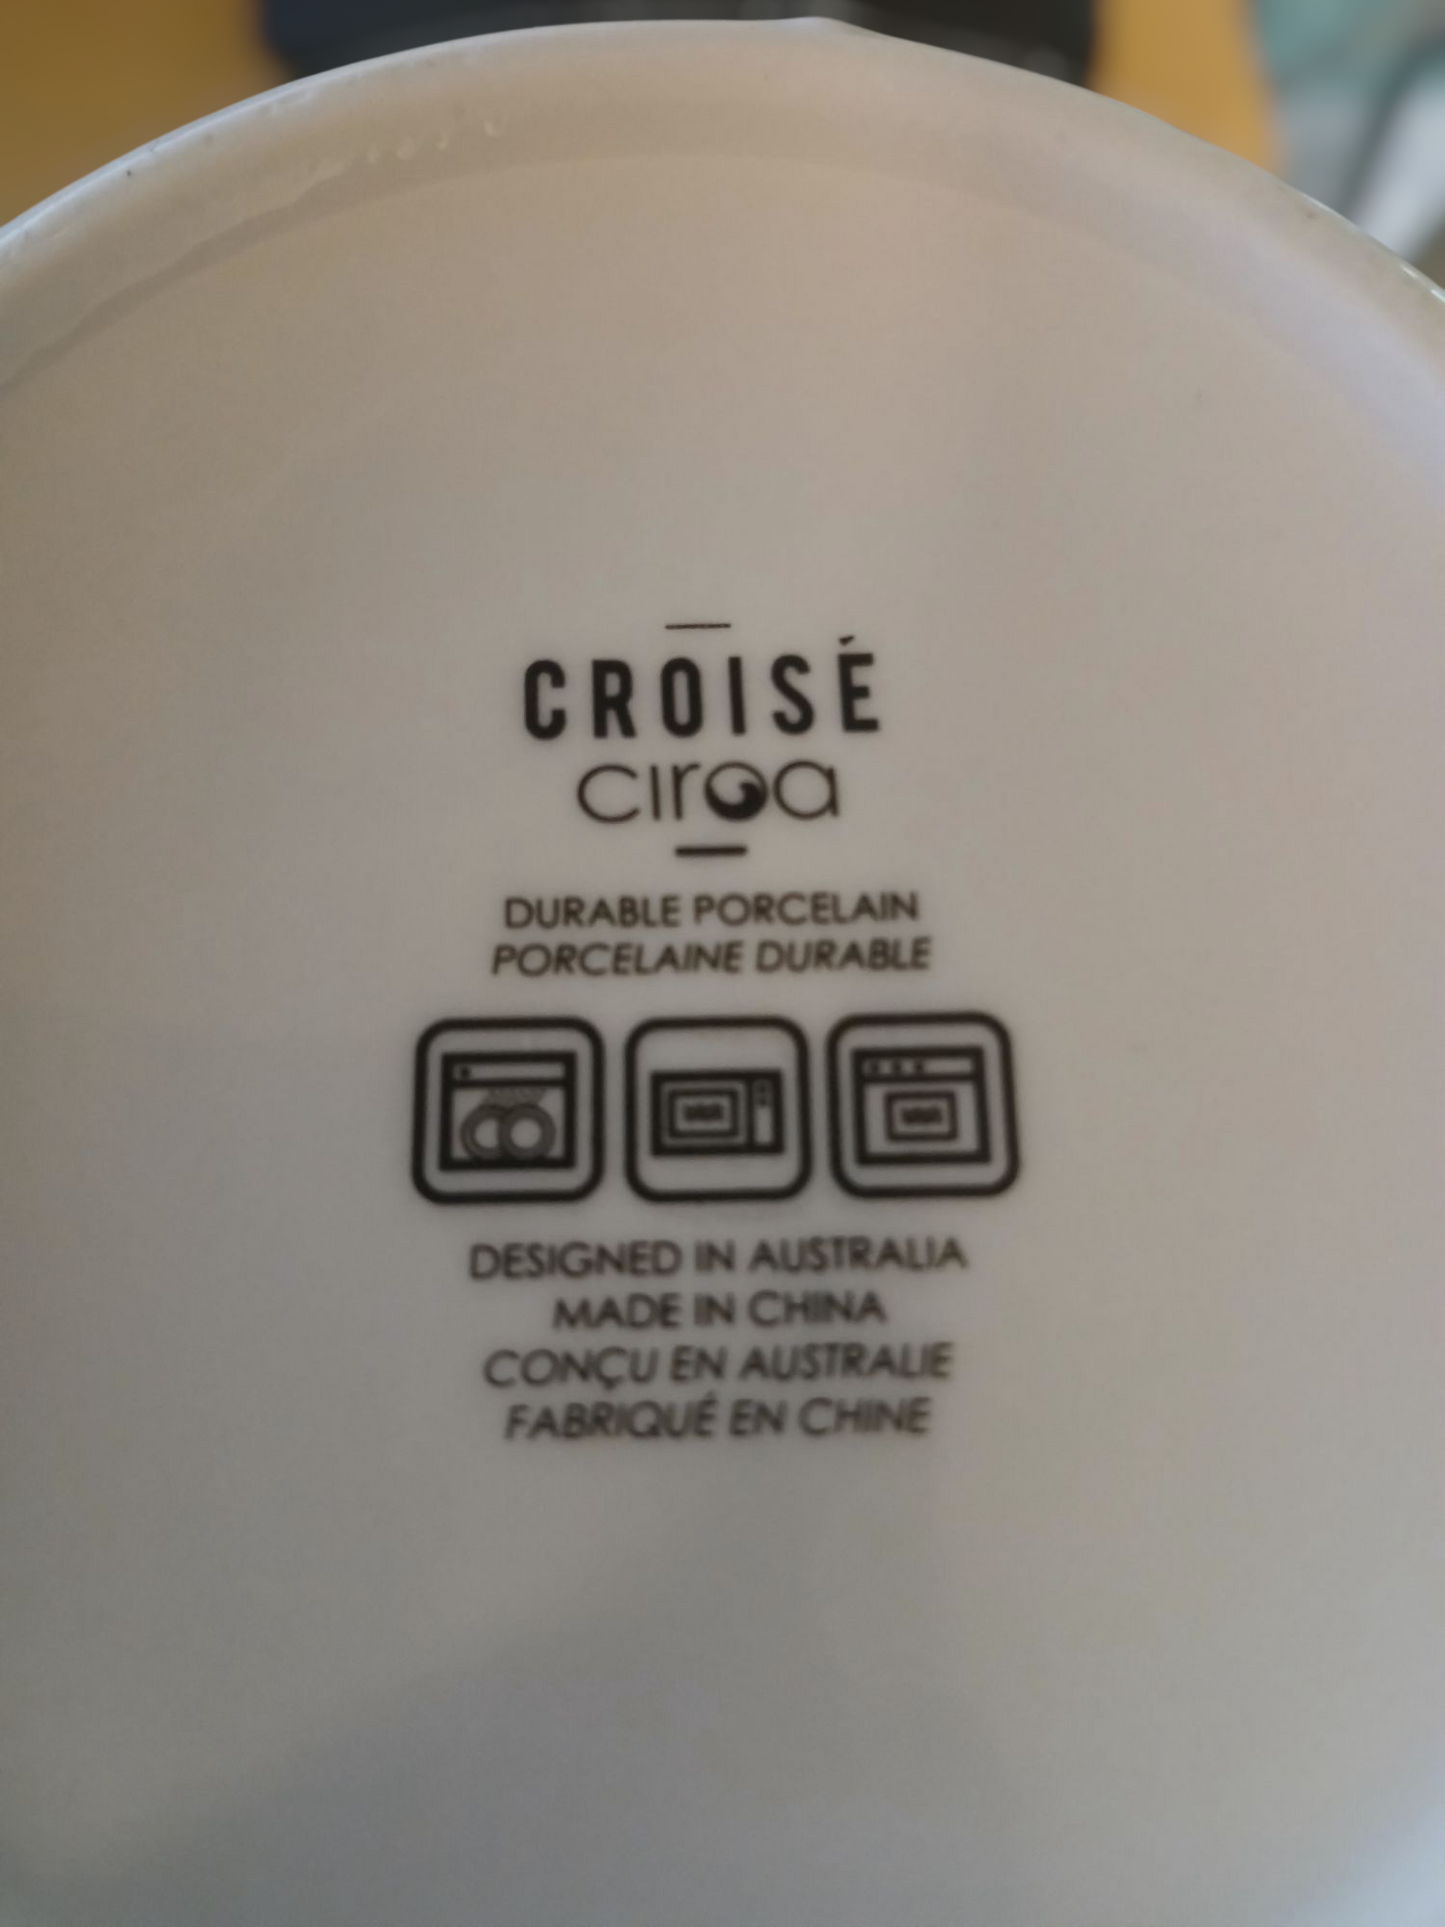 CROISÉ
ciroa
DURABLE PORCELAIN
PORCELAINE DURABLE
DESIGNED IN AUSTRALIA
MADE IN CHINA
CONÇU EN AUSTRALIE
FABRIQUÉ EN CHINE